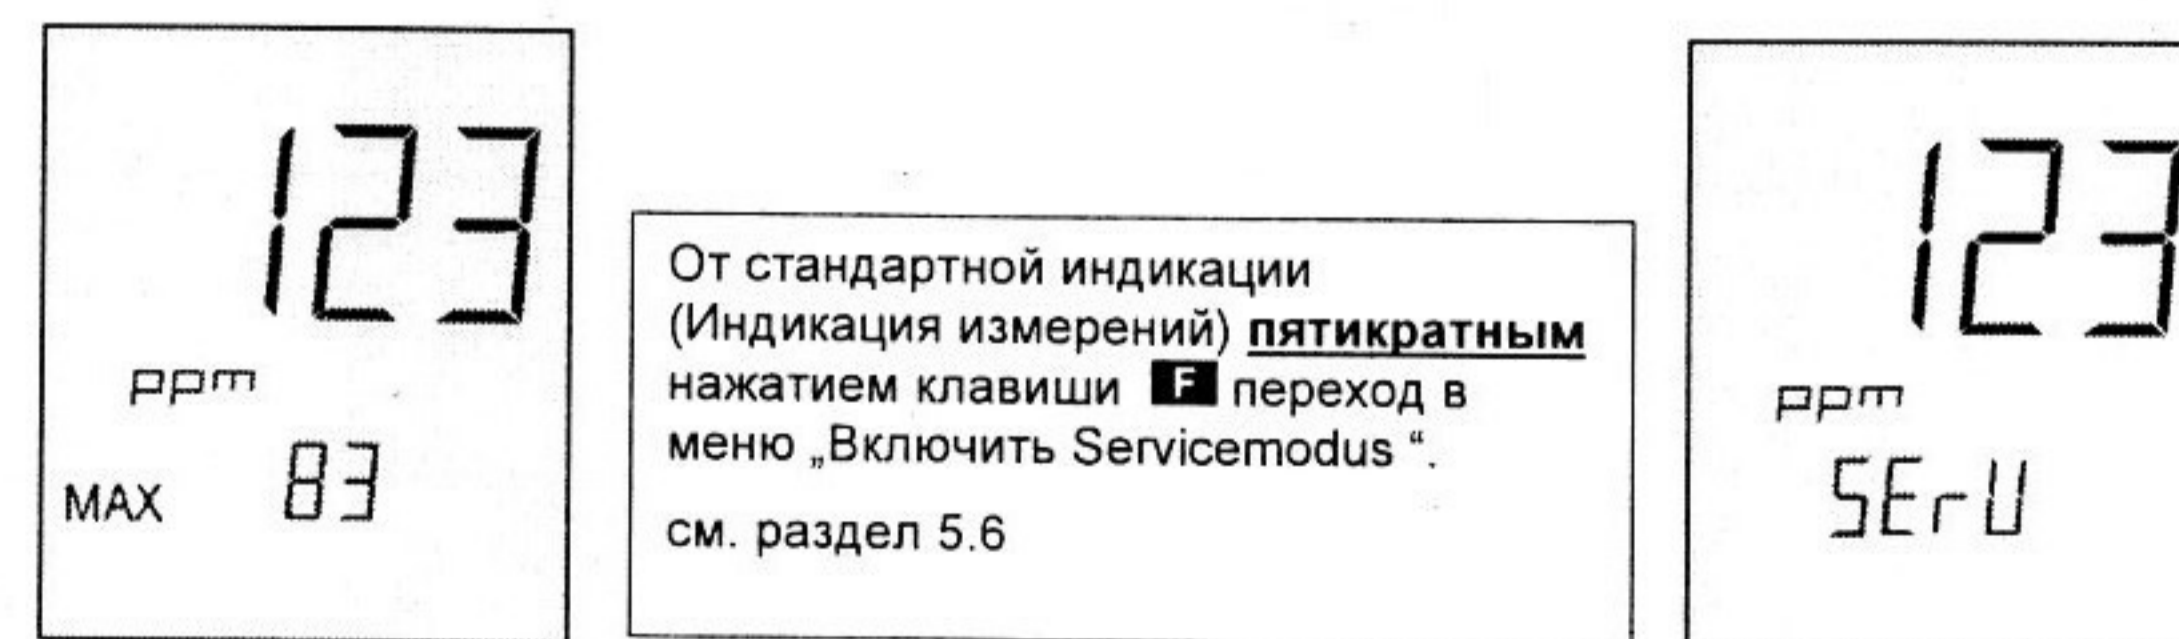 123
ppm
MAX 83
От стандартной индикации
(Индикация измерений) пятикратным
нажатием клавиши F переход в
меню „Включить Servicemodus “.
см. раздел 5.6
123
ppm
SErU